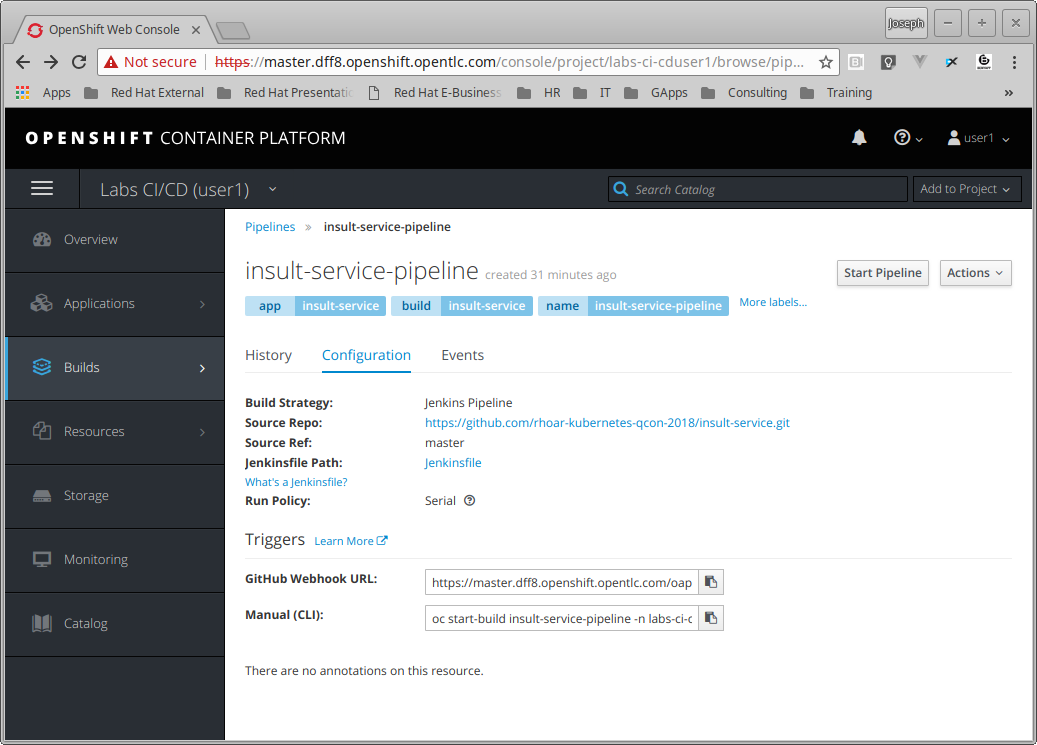 OpenShift Web Console
Joseph
Not secure https://master.dff8.openshift.opentlc.com/console/project/labs-ci-cduser1/browse/pip...
Apps Red Hat External Red Hat Presentatio Red Hat E-Business HR IT GApps Consulting Training »
OPENSHIFT CONTAINER PLATFORM
user1
Labs CI/CD (user1)
Search Catalog
Add to Project
Overview
Applications
Builds
Resources
Storage
Monitoring
Catalog
Pipelines » insult-service-pipeline
insult-service-pipeline created 31 minutes ago
Start Pipeline
Actions
app insult-service build insult-service name insult-service-pipeline More labels...
History Configuration Events
Build Strategy: Jenkins Pipeline
Source Repo: https://github.com/rhoar-kubernetes-qcon-2018/insult-service.git
Source Ref: master
Jenkinsfile Path: Jenkinsfile
What's a Jenkinsfile?
Run Policy: Serial
Triggers Learn More
GitHub Webhook URL: https://master.dff8.openshift.opentlc.com/oap
Manual (CLI): oc start-build insult-service-pipeline -n labs-ci-c
There are no annotations on this resource.